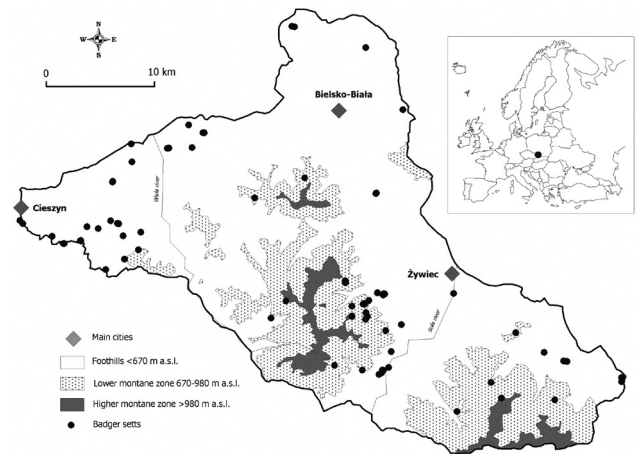 N
W E
S
0 10 km
Bielsko-Biała
Wisła river
Cieszyn
Żywiec
Soła river
Main cities
Foothills <670 m a.s.l.
Lower montane zone 670-980 m a.s.l.
Higher montane zone >980 m a.s.l.
Badger setts